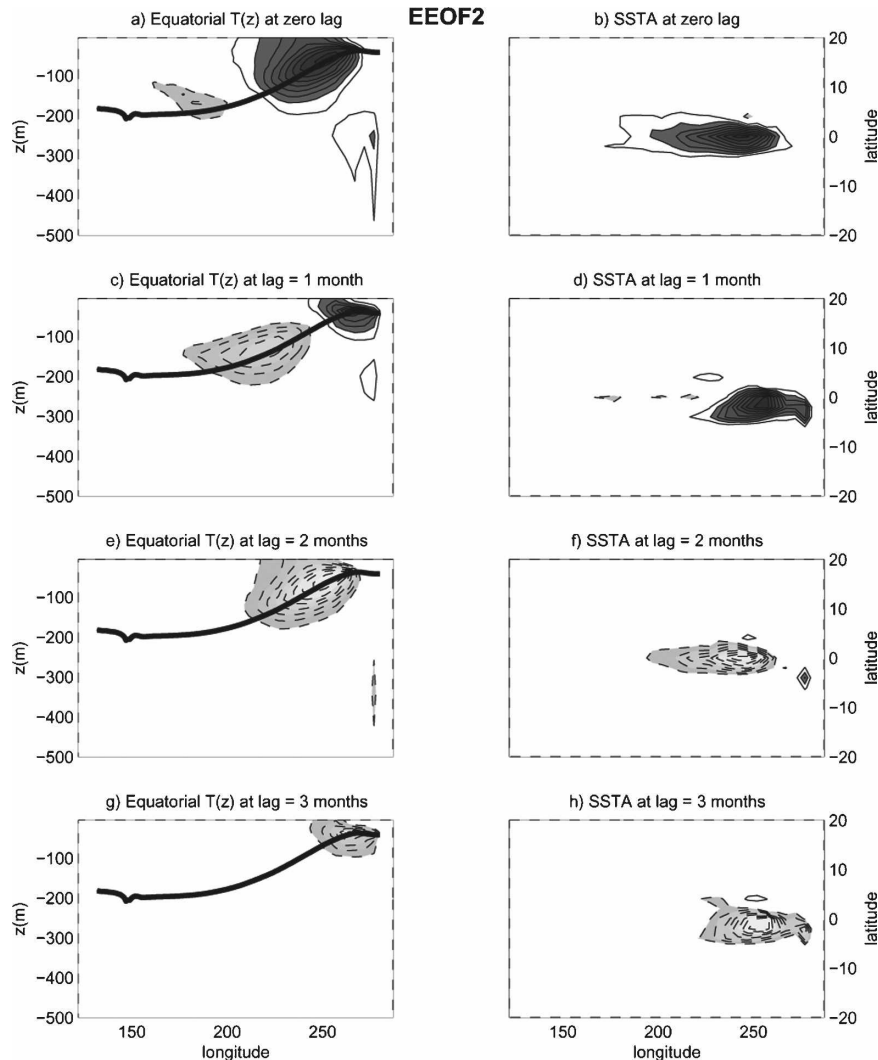 EEOF2
a) Equatorial T(z) at zero lag
b) SSTA at zero lag
z(m)
−100
−200
−300
−400
−500
20
10
0
−10
−20
latitude
c) Equatorial T(z) at lag = 1 month
d) SSTA at lag = 1 month
z(m)
−100
−200
−300
−400
−500
20
10
0
−10
−20
latitude
e) Equatorial T(z) at lag = 2 months
f) SSTA at lag = 2 months
z(m)
−100
−200
−300
−400
−500
20
10
0
−10
−20
latitude
g) Equatorial T(z) at lag = 3 months
h) SSTA at lag = 3 months
z(m)
−100
−200
−300
−400
−500
20
10
0
−10
−20
latitude
150 200 250
longitude
150 200 250
longitude